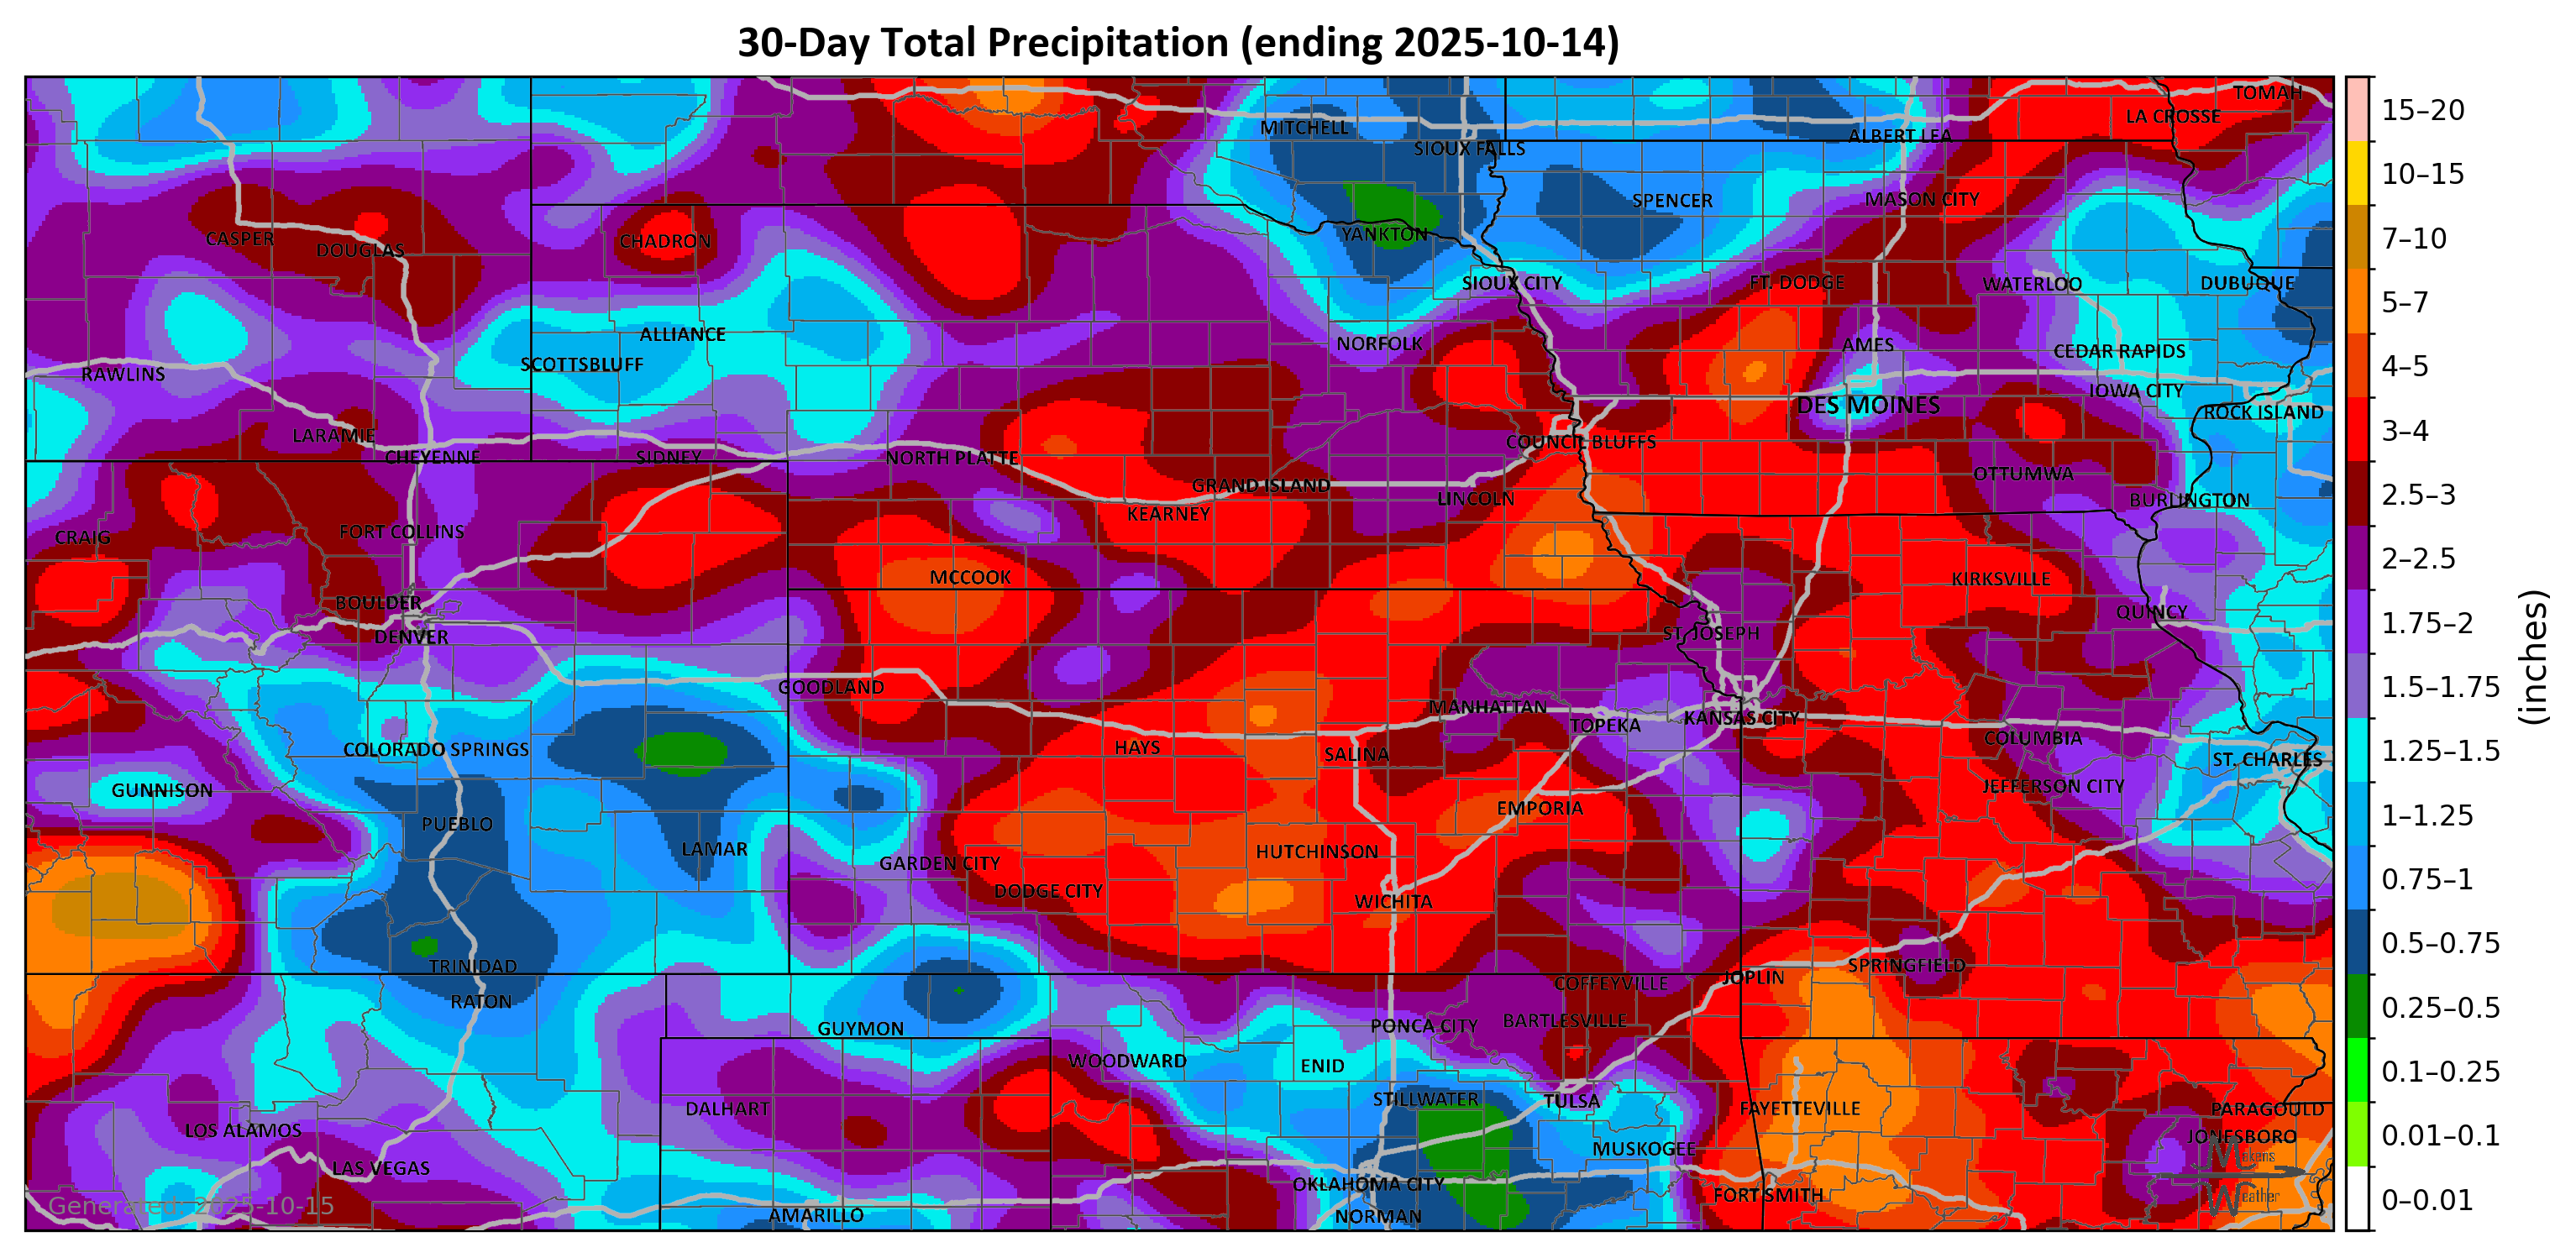 30-Day Total Precipitation (ending 2025-10-14)
TOMAH
LA CROSSE
MITCHELL
ALBERT LEA
SIOUX FALLS
SPENCER
MASON CITY
YANKTON
CASPER
DOUGLAS
CHADRON
SIOUX CITY
FT. DODGE
WATERLOO
DUBUQUE
ALLIANCE
NORFOLK
AMES
CEDAR RAPIDS
SCOTTSBLUFF
RAWLINS
IOWA CITY
DES MOINES
ROCK ISLAND
LARAMIE
COUNCIL BLUFFS
CHEYENNE
SIDNEY
NORTH PLATTE
OTTUMWA
GRAND ISLAND
LINCOLN
BURLINGTON
KEARNEY
CRAIG
FORT COLLINS
MCCOOK
KIRKSVILLE
BOULDER
QUINCY
DENVER
ST. JOSEPH
GOODLAND
MANHATTAN
TOPEKA
KANSAS CITY
COLUMBIA
COLORADO SPRINGS
HAYS
SALINA
ST. CHARLES
GUNNISON
JEFFERSON CITY
EMPORIA
PUEBLO
LAMAR
HUTCHINSON
GARDEN CITY
DODGE CITY
WICHITA
TRINIDAD
SPRINGFIELD
JOPLIN
COFFEYVILLE
RATON
GUYMON
PONCA CITY
BARTLESVILLE
WOODWARD
ENID
STILLWATER
TULSA
DALHART
FAYETTEVILLE
PARAGOULD
LOS ALAMOS
JONESBORO
MUSKOGEE
LAS VEGAS
OKLAHOMA CITY
FORT SMITH
AMARILLO
NORMAN
Generated: 2025-10-15
Meskens
Weather
15–20
10–15
7–10
5–7
4–5
3–4
2.5–3
2–2.5
1.75–2
1.5–1.75
1.25–1.5
1–1.25
0.75–1
0.5–0.75
0.25–0.5
0.1–0.25
0.01–0.1
0–0.01
(inches)